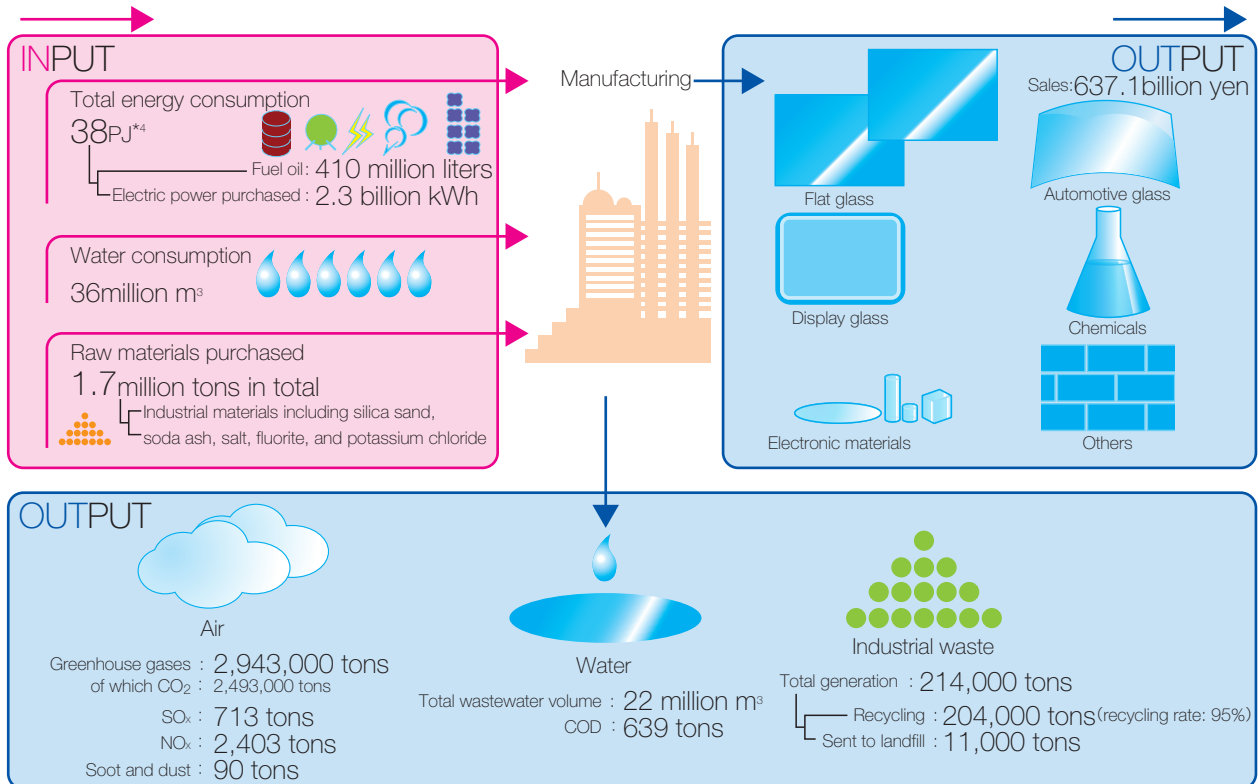 INPUT
Total energy consumption
38PJ*4
Fuel oil : 410 million liters
Electric power purchased : 2.3 billion kWh
Water consumption
36million m³
Raw materials purchased
1.7million tons in total
Industrial materials including silica sand,
soda ash, salt, fluorite, and potassium chloride
Manufacturing
OUTPUT
Sales:637.1billion yen
Flat glass
Automotive glass
Display glass
Chemicals
Electronic materials
Others
OUTPUT
Air
Greenhouse gases : 2,943,000 tons
of which CO₂ : 2,493,000 tons
SOx : 713 tons
NOx : 2,403 tons
Soot and dust : 90 tons
Water
Total wastewater volume : 22 million m³
COD : 639 tons
Industrial waste
Total generation : 214,000 tons
Recycling : 204,000 tons(recycling rate: 95%)
Sent to landfill : 11,000 tons